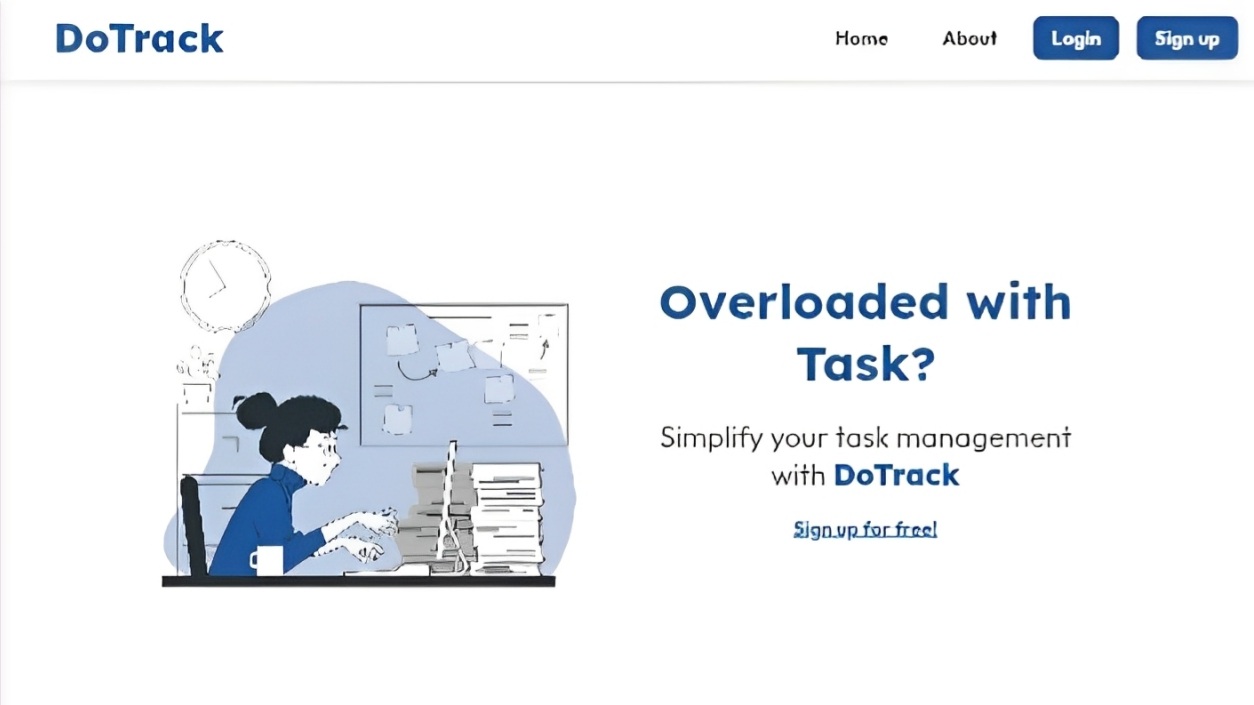 DoTrack
Home About Login Sign up
Overloaded with
Task?
Simplify your task management
with DoTrack
Sign up for free!